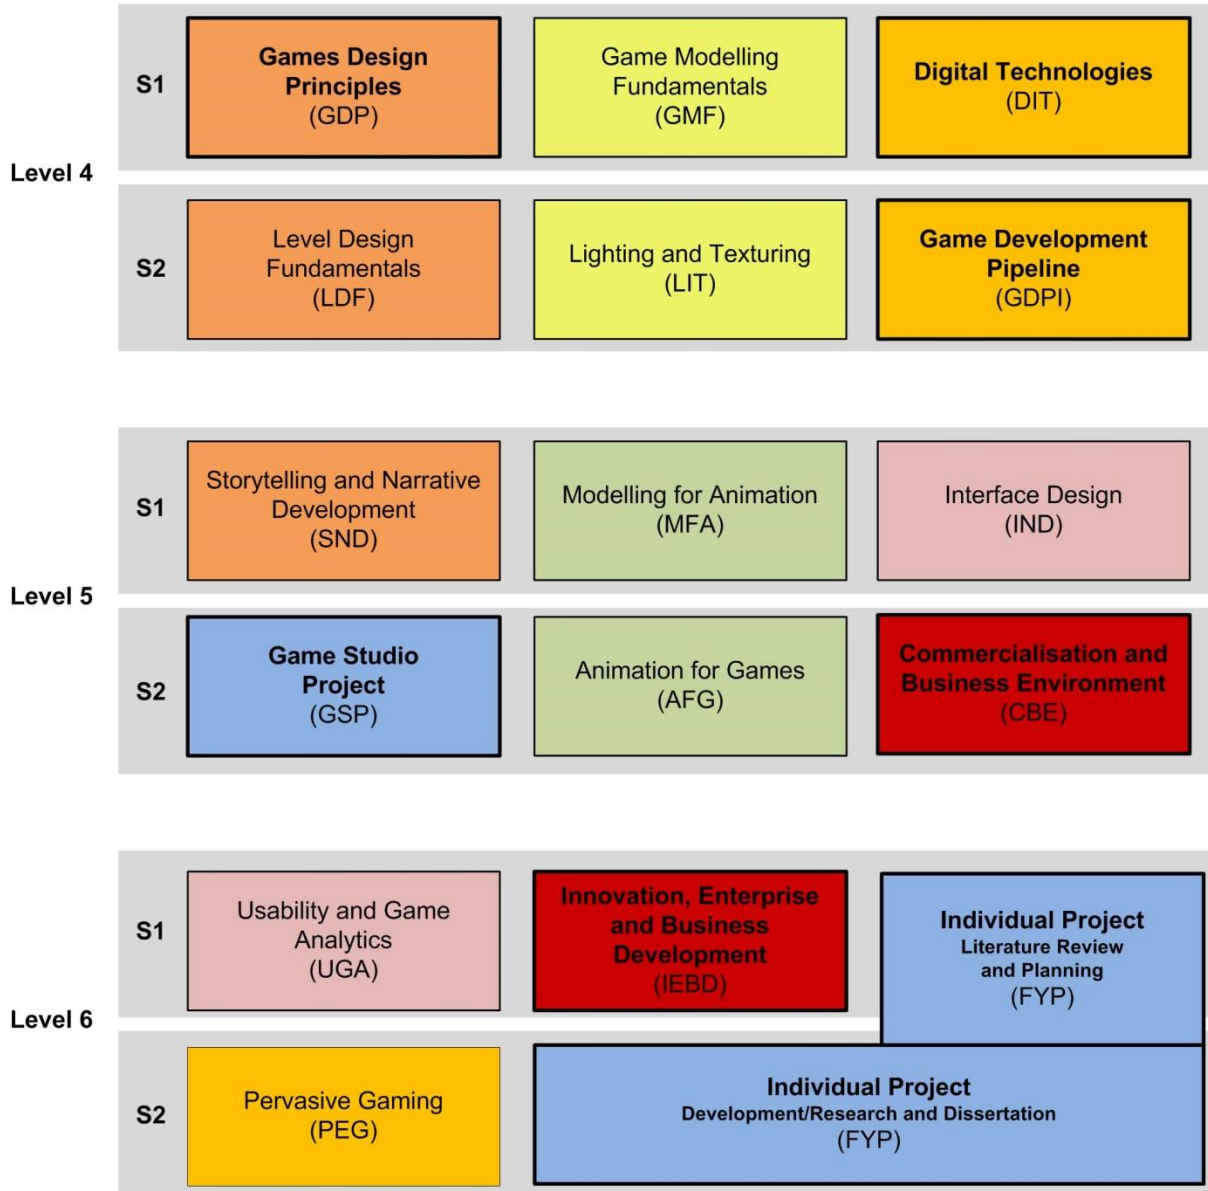 Level 4
S1
Games Design
Principles
(GDP)
Game Modelling
Fundamentals
(GMF)
Digital Technologies
(DIT)
S2
Level Design
Fundamentals
(LDF)
Lighting and Texturing
(LIT)
Game Development
Pipeline
(GDPI)
Level 5
S1
Storytelling and Narrative
Development
(SND)
Modelling for Animation
(MFA)
Interface Design
(IND)
S2
Game Studio
Project
(GSP)
Animation for Games
(AFG)
Commercialisation and
Business Environment
(CBE)
Level 6
S1
Usability and Game
Analytics
(UGA)
Innovation, Enterprise
and Business
Development
(IEBD)
Individual Project
Literature Review
and Planning
(FYP)
S2
Pervasive Gaming
(PEG)
Individual Project
Development/Research and Dissertation
(FYP)